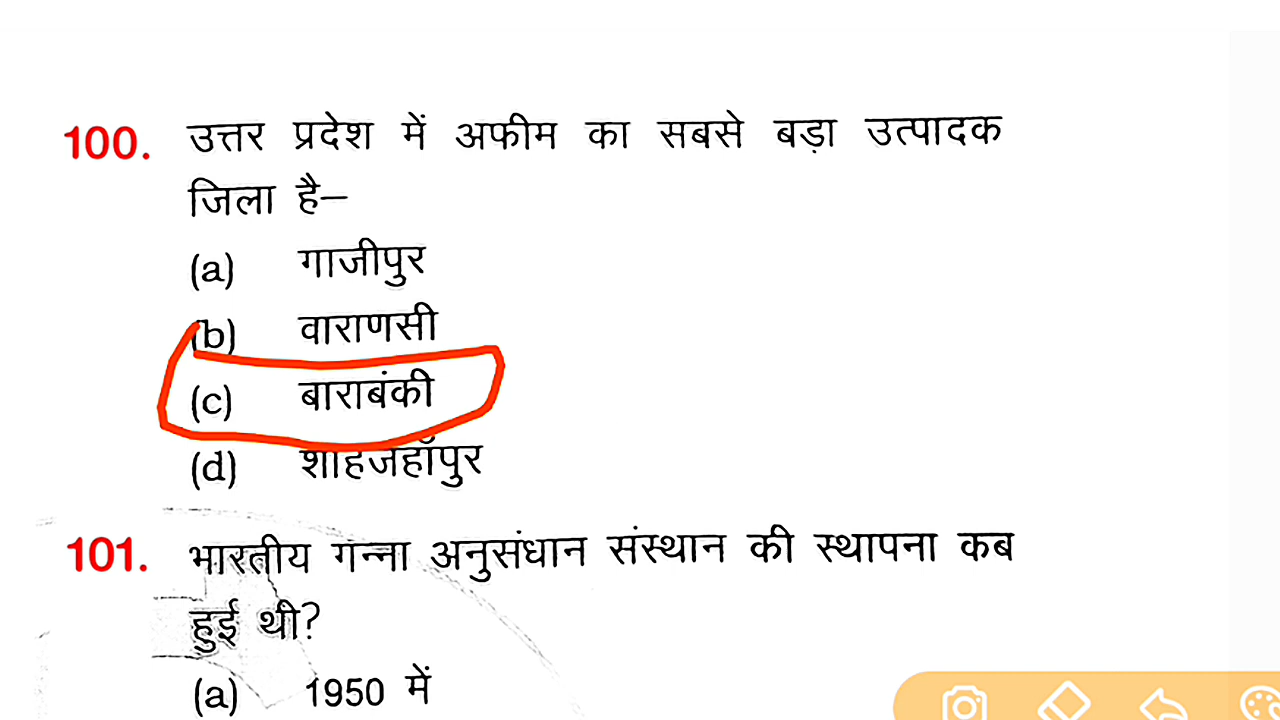 100. उत्तर प्रदेश में अफीम का सबसे बड़ा उत्पादक
जिला है–
(a) गाजीपुर
(b) वाराणसी
(c) बाराबंकी
(d) शाहजहाँपुर
101. भारतीय गन्ना अनुसंधान संस्थान की स्थापना कब
हुई थी?
(a) 1950 में